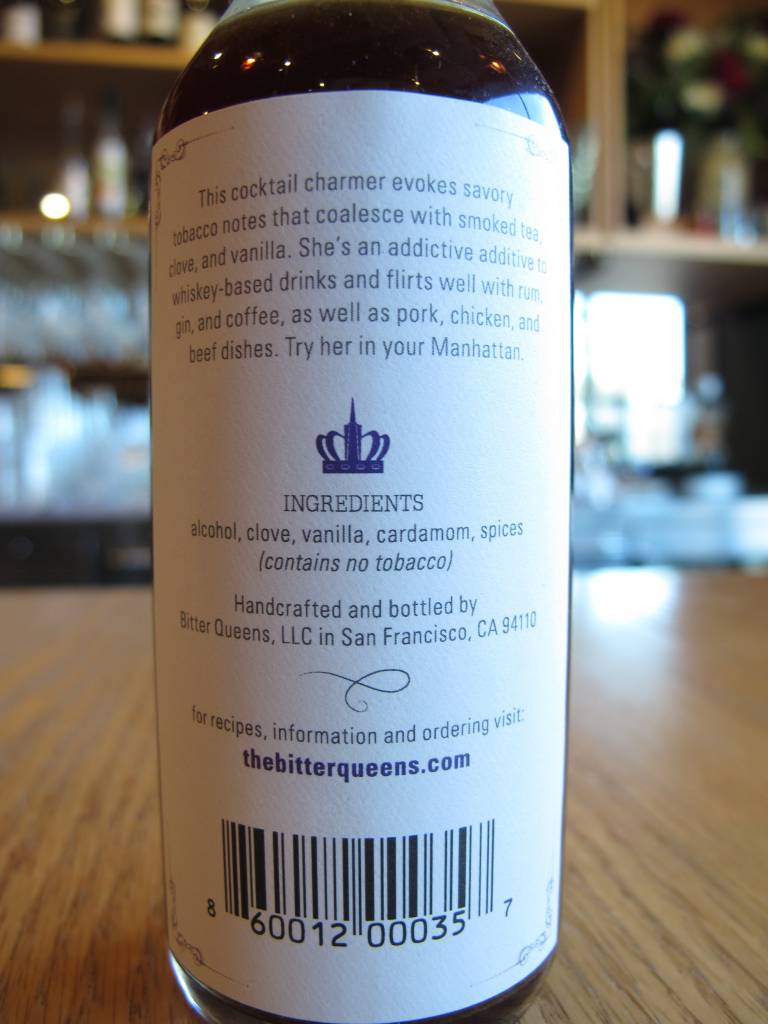 This cocktail charmer evokes savory
tobacco notes that coalesce with smoked tea,
clove, and vanilla. She's an addictive additive to
whiskey-based drinks and flirts well with rum,
gin, and coffee, as well as pork, chicken, and
beef dishes. Try her in your Manhattan.
INGREDIENTS
alcohol, clove, vanilla, cardamom, spices
(contains no tobacco)
Handcrafted and bottled by
Bitter Queens, LLC in San Francisco, CA 94110
for recipes, information and ordering visit:
thebitterqueens.com
8 60012 00035 7